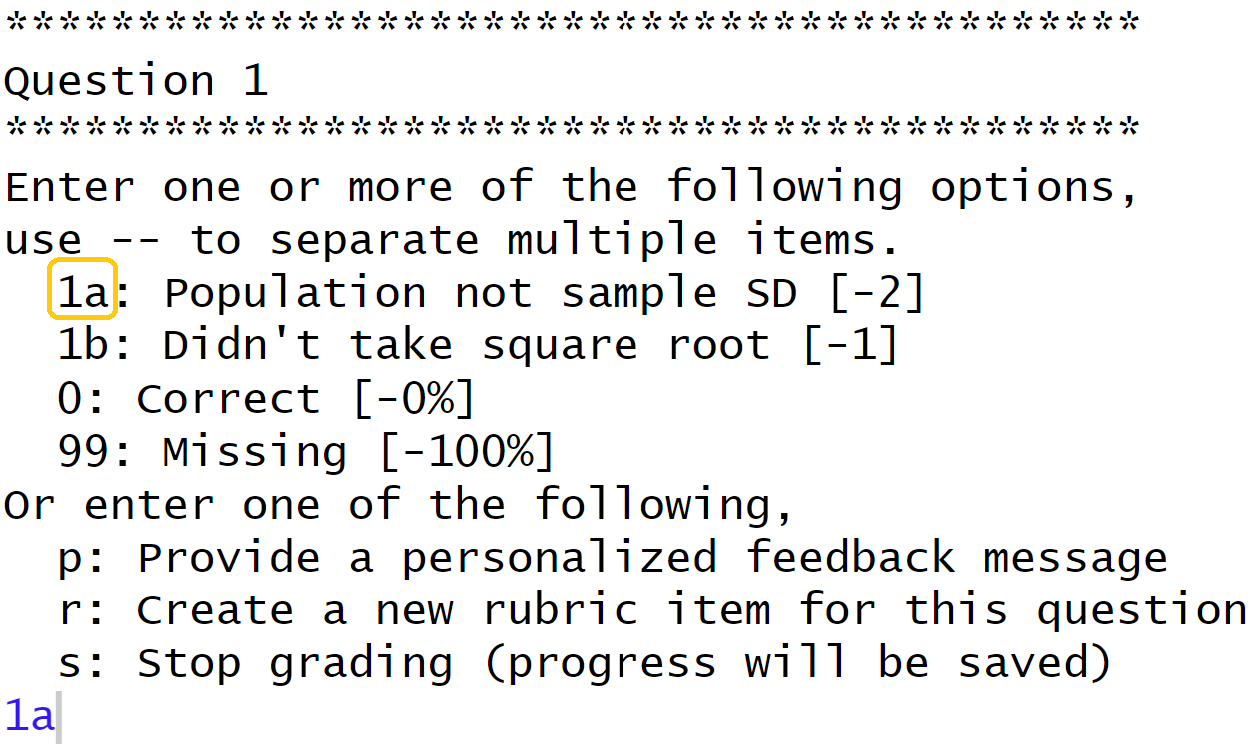 *******************************************
Question 1
*******************************************
Enter one or more of the following options,
use -- to separate multiple items.
1a: Population not sample SD [-2]
1b: Didn't take square root [-1]
0: Correct [-0%]
99: Missing [-100%]
Or enter one of the following,
p: Provide a personalized feedback message
r: Create a new rubric item for this question
s: Stop grading (progress will be saved)
1a